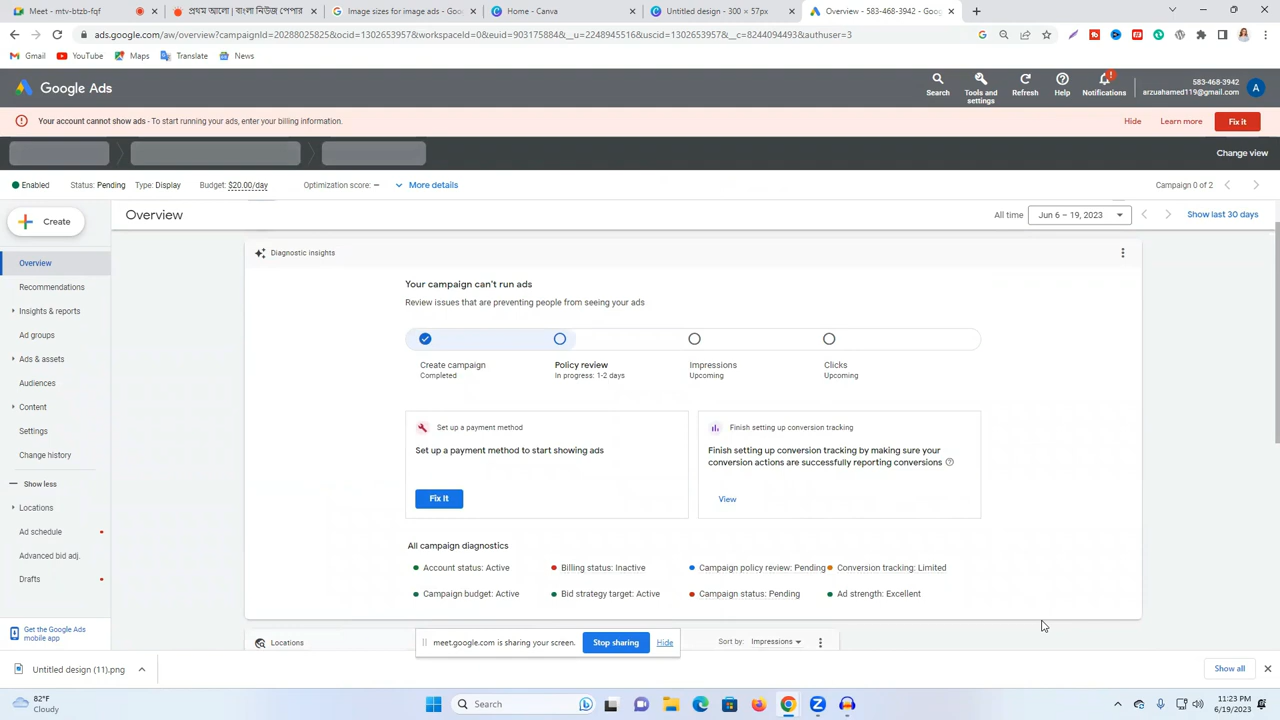 Meet - mtv-btzb-fqf
প্রথম আলো | বাংলা নিউজ পেপার
Image sizes for image ads - Goo
Home - Canva
Untitled design - 300 × 57px
Overview - 583-468-3942 - Goog
ads.google.com/aw/overview?campaignId=20288025825&ocid=1302653957&workspaceId=0&euid=903175884&__u=2248945516&uscid=1302653957&__c=8244094493&authuser=3
Gmail YouTube Maps Translate News
Google Ads
Search
Tools and settings
Refresh
Help
Notifications
583-468-3942
arzuahamed119@gmail.com
A
Your account cannot show ads - To start running your ads, enter your billing information.
Hide Learn more Fix it
Change view
Enabled Status: Pending Type: Display Budget: $20.00/day Optimization score: – More details
Campaign 0 of 2
Create
Overview
All time Jun 6 – 19, 2023 Show last 30 days
Overview
Recommendations
Insights & reports
Ad groups
Ads & assets
Audiences
Content
Settings
Change history
Show less
Locations
Ad schedule
Advanced bid adj.
Drafts
Get the Google Ads
mobile app
Diagnostic insights
Your campaign can't run ads
Review issues that are preventing people from seeing your ads
Create campaign Policy review Impressions Clicks
Completed In progress: 1-2 days Upcoming Upcoming
Set up a payment method
Set up a payment method to start showing ads
Fix It
Finish setting up conversion tracking
Finish setting up conversion tracking by making sure your
conversion actions are successfully reporting conversions
View
All campaign diagnostics
Account status: Active Billing status: Inactive Campaign policy review: Pending Conversion tracking: Limited
Campaign budget: Active Bid strategy target: Active Campaign status: Pending Ad strength: Excellent
Locations
Sort by: Impressions
meet.google.com is sharing your screen. Stop sharing Hide
Untitled design (11).png
Show all
82°F
Cloudy
Search
11:23 PM
6/19/2023